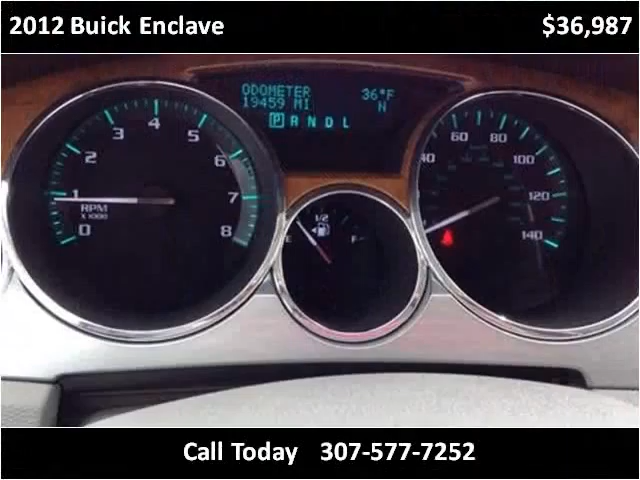 2012 Buick Enclave $36,987
ODOMETER 36°F
19459 MI N
P R N D L
0 1 2 3 4 5 6 7 8
RPM
X 1000
1/2
E F
40 60 80 100 120 140
Call Today 307-577-7252